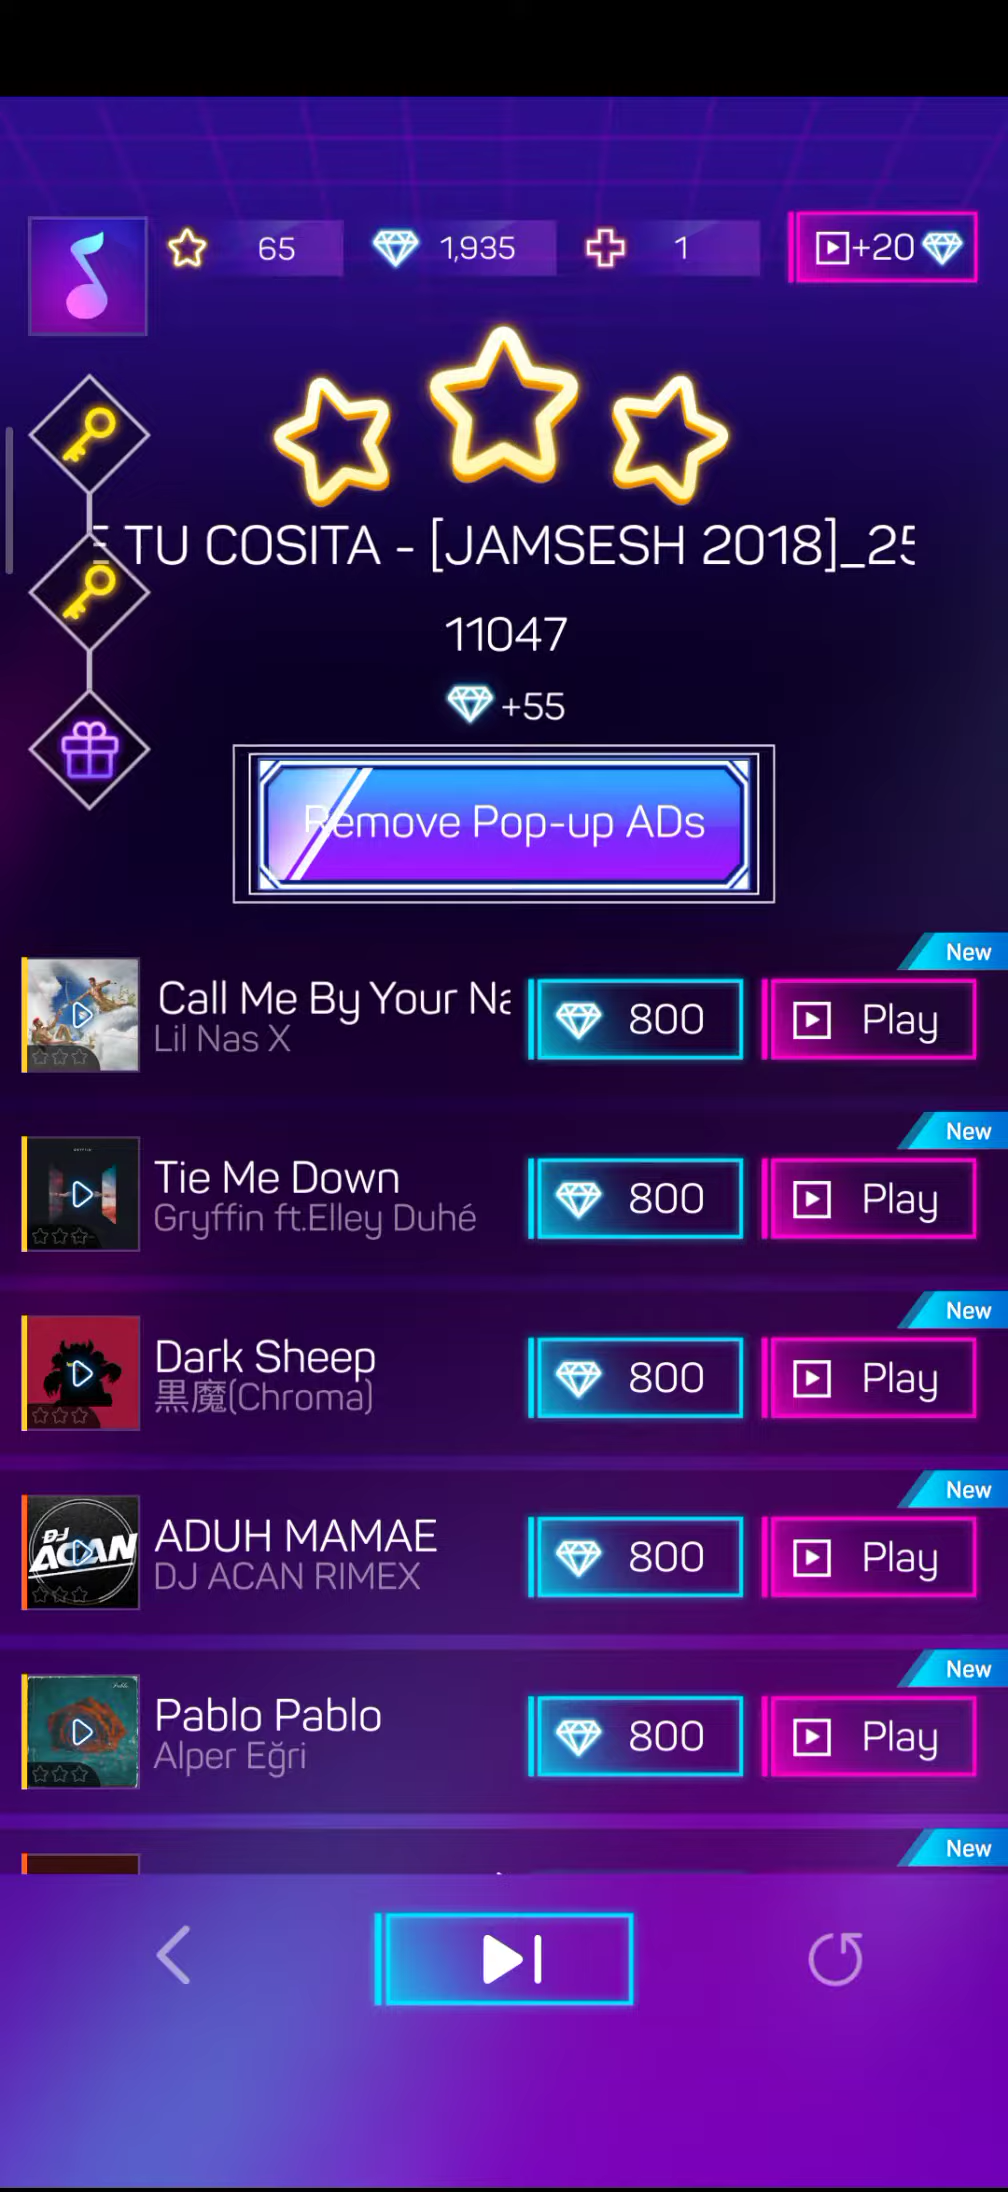 65
1,935
1
+20
TU COSITA - [JAMSESH 2018]_25
11047
+55
Remove Pop-up ADs
New
Call Me By Your Na
Lil Nas X
800
Play
New
Tie Me Down
Gryffin ft.Elley Duhé
800
Play
New
Dark Sheep
黒魔(Chroma)
800
Play
New
ADUH MAMAE
DJ ACAN RIMEX
800
Play
DJ
ACAN
New
Pablo Pablo
Alper Eğri
800
Play
New